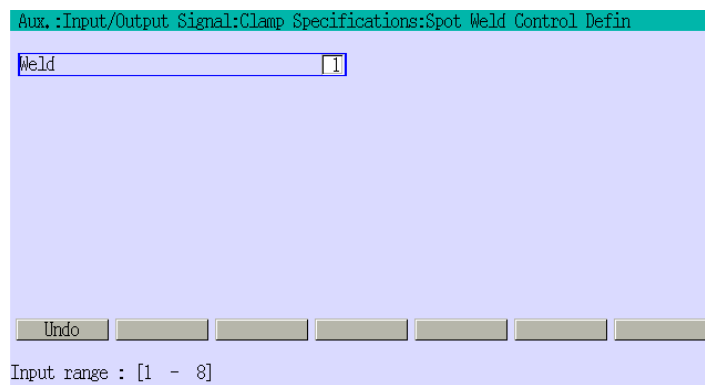 Aux.:Input/Output Signal:Clamp Specifications:Spot Weld Control Defin
Weld 1
Undo
Input range : [1 - 8]